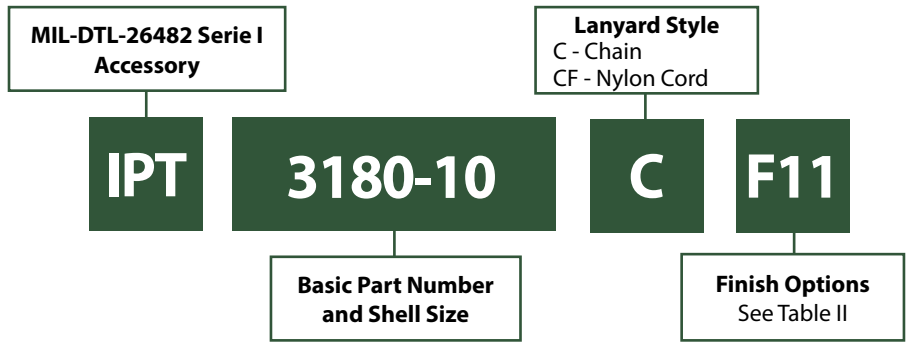 MIL-DTL-26482 Serie I
Accessory
Lanyard Style
C - Chain
CF - Nylon Cord
IPT 3180-10 C F11
Basic Part Number
and Shell Size
Finish Options
See Table II